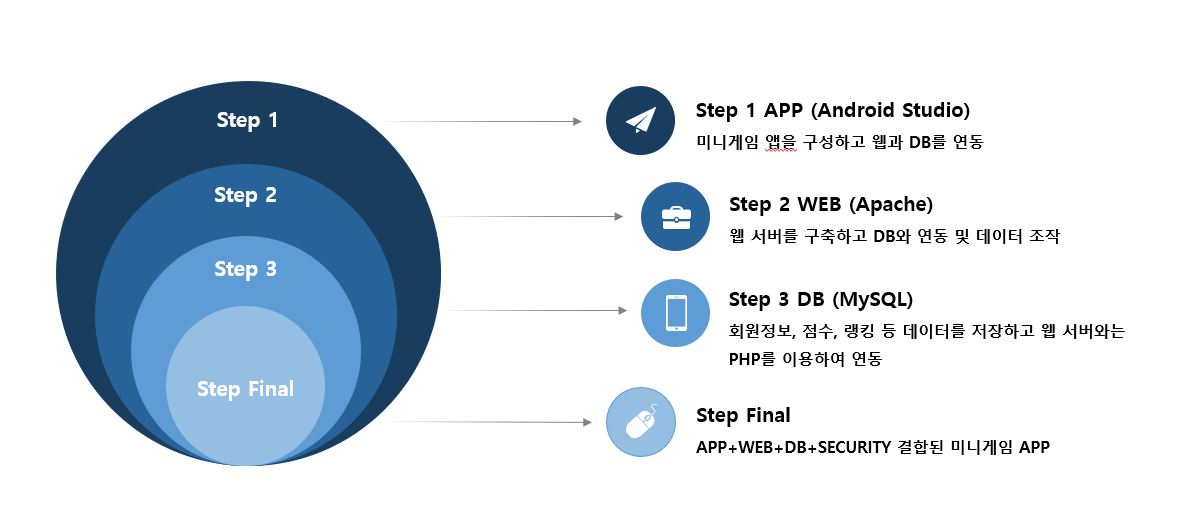 Step 1
Step 2
Step 3
Step Final
Step 1 APP (Android Studio)
미니게임 앱을 구성하고 웹과 DB를 연동
Step 2 WEB (Apache)
웹 서버를 구축하고 DB와 연동 및 데이터 조작
Step 3 DB (MySQL)
회원정보, 점수, 랭킹 등 데이터를 저장하고 웹 서버와는
PHP를 이용하여 연동
Step Final
APP+WEB+DB+SECURITY 결합된 미니게임 APP